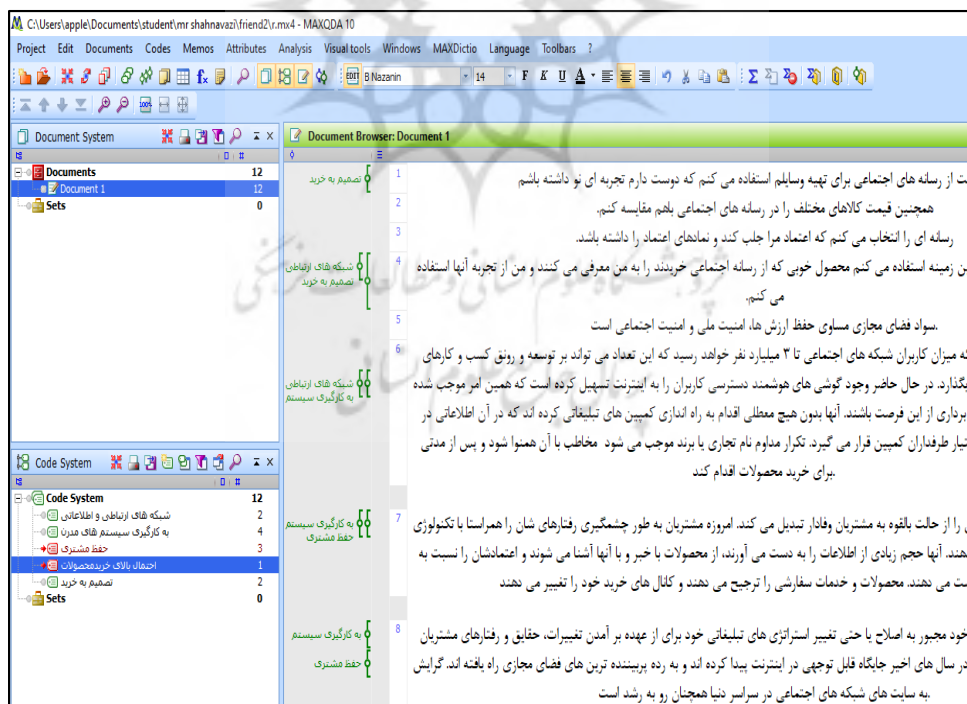 C:\Users\apple\Documents\student\mr shahnavazi\friend2\r.mx4 - MAXQDA 10
Project Edit Documents Codes Memos Attributes Analysis Visual tools Windows MAXDictio Language Toolbars ?
EDIT B Nazanin 14 F K U A
100%
Document System
Documents 12
Document 1 12
Sets 0
Code System
Code System 12
شبکه های ارتباطی و اطلاعاتی 2
به کارگیری سیستم های مدرن 4
حفظ مشتری 3
احتمال بالای خریدمحصولات 1
تصمیم به خرید 2
Sets 0
Document Browser: Document 1
تصمیم به خرید
1 ت از رسانه های اجتماعی برای تهیه وسایلم استفاده می کنم که دوست دارم تجربه ای نو داشته باشم
2 همچنین قیمت کالاهای مختلف را در رسانه های اجتماعی باهم مقایسه کنم.
3 رسانه ای را انتخاب می کنم که اعتماد مرا جلب کند و نمادهای اعتماد را داشته باشد.
شبکه های ارتباطی
تصمیم به خرید
4 ن زمینه استفاده می کنم محصول خوبی که از رسانه اجتماعی خریدند را به من معرفی می کنند و من از تجربه آنها استفاده
می کنم.
5 .سواد فضای مجازی مساوی حفظ ارزش ها، امنیت ملی و امنیت اجتماعی است
6 ه میزان کاربران شبکه های اجتماعی تا ۳ میلیارد نفر خواهد رسید که این تعداد می تواند بر توسعه و رونق کسب و کارهای
شبکه های ارتباطی
به کارگیری سیستم
بگذارد. در حال حاضر وجود گوشی های هوشمند دسترسی کاربران را به اینترنت تسهیل کرده است که همین امر موجب شده
برداری از این فرصت باشند. آنها بدون هیچ معطلی اقدام به راه اندازی کمپین های تبلیغاتی کرده اند که در آن اطلاعاتی در
تیار طرفداران کمپین قرار می گیرد. تکرار مداوم نام تجاری یا برند موجب می شود مخاطب با آن همنوا شود و پس از مدتی
.برای خرید محصولات اقدام کند
به کارگیری سیستم
حفظ مشتری
7 ی را از حالت بالقوه به مشتریان وفادار تبدیل می کند. امروزه مشتریان به طور چشمگیری رفتارهای شان را همراستا با تکنولوژی
هند. آنها حجم زیادی از اطلاعات را به دست می آورند، از محصولات با خبر و با آنها آشنا می شوند و اعتمادشان را نسبت به
ست می دهند. محصولات و خدمات سفارشی را ترجیح می دهند و کانال های خرید خود را تغییر می دهند
به کارگیری سیستم
حفظ مشتری
8 خود مجبور به اصلاح یا حتی تغییر استراتژی های تبلیغاتی خود برای از عهده بر آمدن تغییرات، حقایق و رفتارهای مشتریان
در سال های اخیر جایگاه قابل توجهی در اینترنت پیدا کرده اند و به رده پربیننده ترین های فضای مجازی راه یافته اند. گرایش
.به سایت های شبکه های اجتماعی در سراسر دنیا همچنان رو به رشد است
پژوهشگاه علوم انسانی و مطالعات فرهنگی
پرتال جامع علوم انسانی